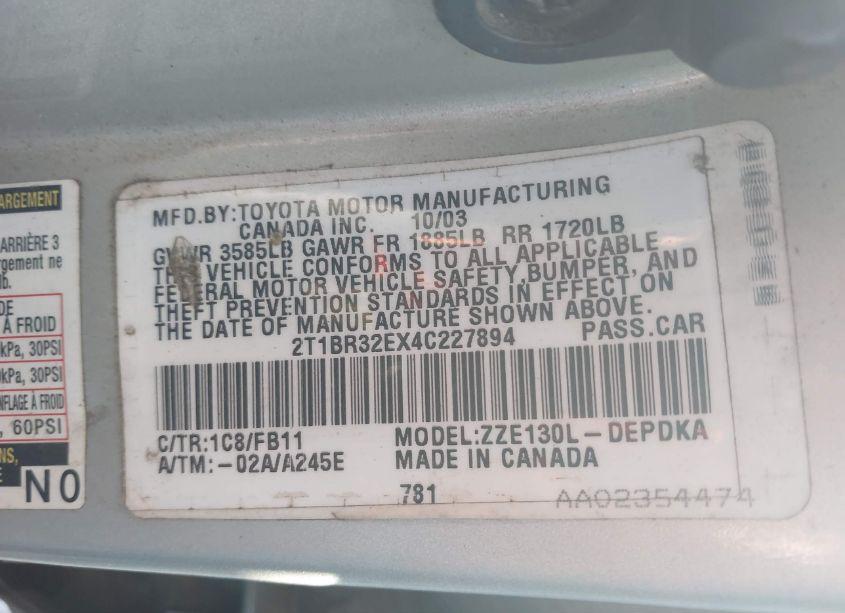 ARGEMENT
ARRIÈRE 3
rgement ne
lb.
DE
À FROID
kPa, 30PSI
kPa, 30PSI
NFLAGE À FROID
, 60PSI
NS,
E
NO
MFD.BY:TOYOTA MOTOR MANUFACTURING
CANADA INC. 10/03
GVWR 3585LB GAWR FR 1885LB RR 1720LB
THIS VEHICLE CONFORMS TO ALL APPLICABLE
FEDERAL MOTOR VEHICLE SAFETY,BUMPER, AND
THEFT PREVENTION STANDARDS IN EFFECT ON
THE DATE OF MANUFACTURE SHOWN ABOVE.
2T1BR32EX4C227894 PASS.CAR
C/TR:1C8/FB11 MODEL:ZZE130L-DEPDKA
A/TM:-02A/A245E MADE IN CANADA
781
AA02354474